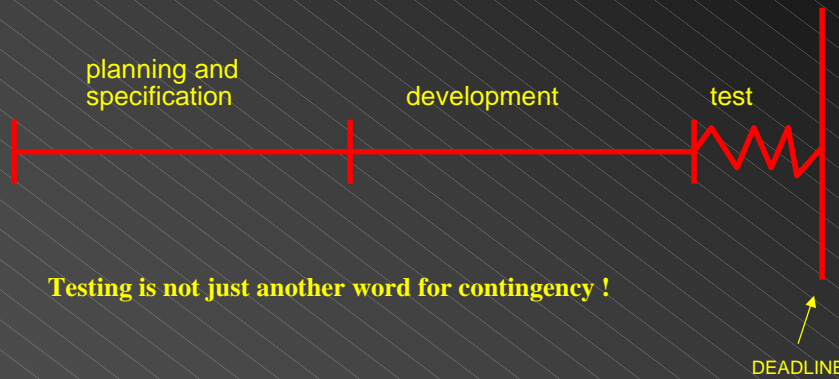 planning and
specification
development
test
Testing is not just another word for contingency !
DEADLINE